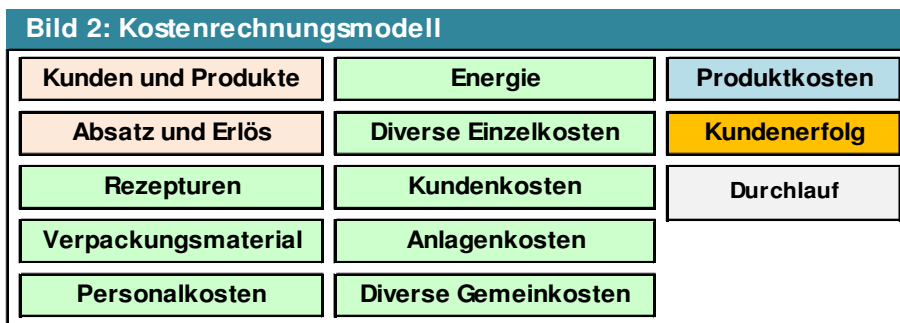 Bild 2: Kostenrechnungsmodell
Kunden und Produkte
Energie
Produktkosten
Absatz und Erlös
Diverse Einzelkosten
Kundenerfolg
Rezepturen
Kundenkosten
Durchlauf
Verpackungsmaterial
Anlagenkosten
Personalkosten
Diverse Gemeinkosten